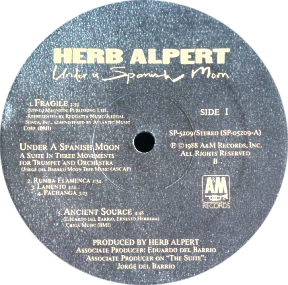 HERB ALPERT
Under a Spanish Moon
1. FRAGILE
SIDE 1
SP-5209/STEREO (SP-05209-A)
℗ © 1988 A&M RECORDS, INC.
ALL RIGHTS RESERVED
B
UNDER A SPANISH MOON
A SUITE IN THREE MOVEMENTS
FOR TRUMPET AND ORCHESTRA
2. RUMBA FLAMENCA
3. LAMENTO
4. PACHANGA
A&M
RECORDS
4. ANCIENT SOURCE
PRODUCED BY HERB ALPERT
ASSOCIATE PRODUCER: EDUARDO DEL BARRIO
ASSOCIATE PRODUCER ON "THE SUITE":
JORGE DEL BARRIO